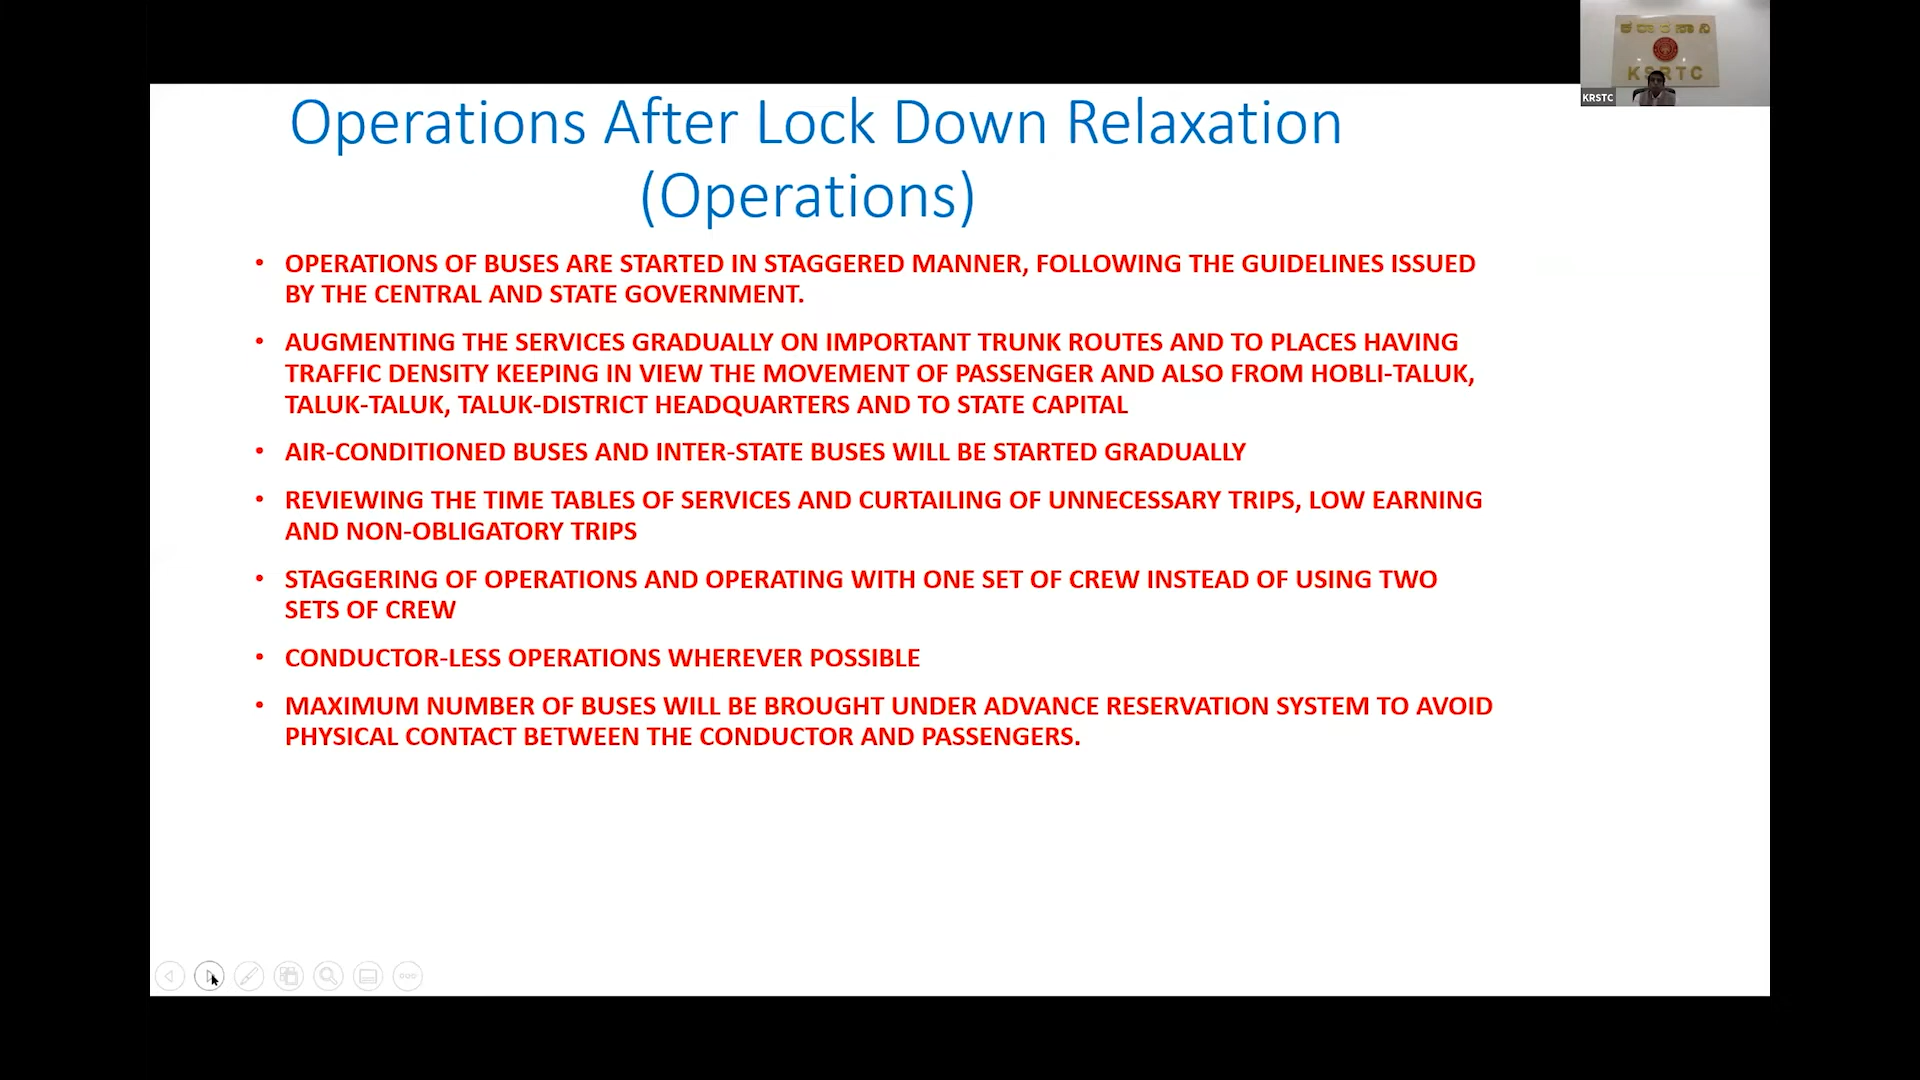 ಕ ರಾ ರ ಸಾ ನಿ
KSRTC
KRSTC
Operations After Lock Down Relaxation
(Operations)
• OPERATIONS OF BUSES ARE STARTED IN STAGGERED MANNER, FOLLOWING THE GUIDELINES ISSUED
BY THE CENTRAL AND STATE GOVERNMENT.
• AUGMENTING THE SERVICES GRADUALLY ON IMPORTANT TRUNK ROUTES AND TO PLACES HAVING
TRAFFIC DENSITY KEEPING IN VIEW THE MOVEMENT OF PASSENGER AND ALSO FROM HOBLI-TALUK,
TALUK-TALUK, TALUK-DISTRICT HEADQUARTERS AND TO STATE CAPITAL
• AIR-CONDITIONED BUSES AND INTER-STATE BUSES WILL BE STARTED GRADUALLY
• REVIEWING THE TIME TABLES OF SERVICES AND CURTAILING OF UNNECESSARY TRIPS, LOW EARNING
AND NON-OBLIGATORY TRIPS
• STAGGERING OF OPERATIONS AND OPERATING WITH ONE SET OF CREW INSTEAD OF USING TWO
SETS OF CREW
• CONDUCTOR-LESS OPERATIONS WHEREVER POSSIBLE
• MAXIMUM NUMBER OF BUSES WILL BE BROUGHT UNDER ADVANCE RESERVATION SYSTEM TO AVOID
PHYSICAL CONTACT BETWEEN THE CONDUCTOR AND PASSENGERS.